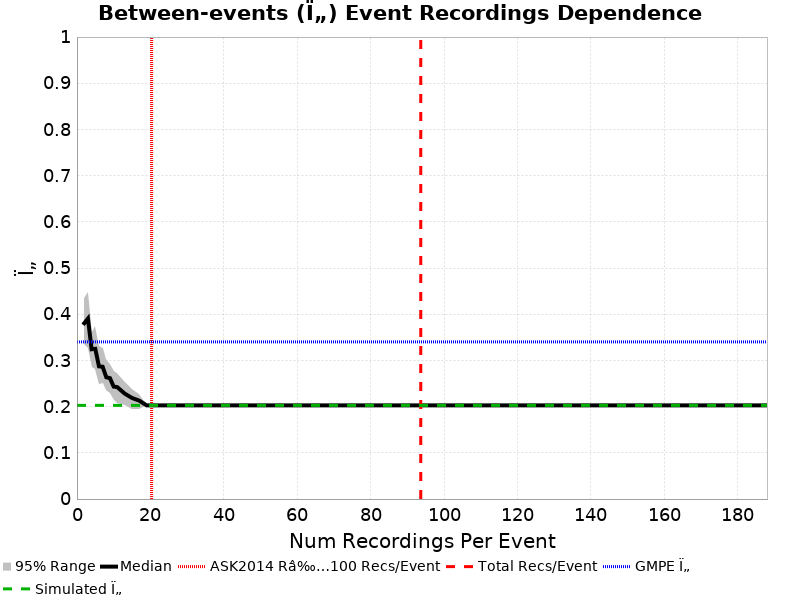 Between-events (Ï„) Event Recordings Dependence
1
0.9
0.8
0.7
0.6
0.5
0.4
0.3
0.2
0.1
0
Ï„
0 20 40 60 80 100 120 140 160 180
Num Recordings Per Event
95% Range Median ASK2014 Râ‰…100 Recs/Event Total Recs/Event GMPE Ï„
Simulated Ï„